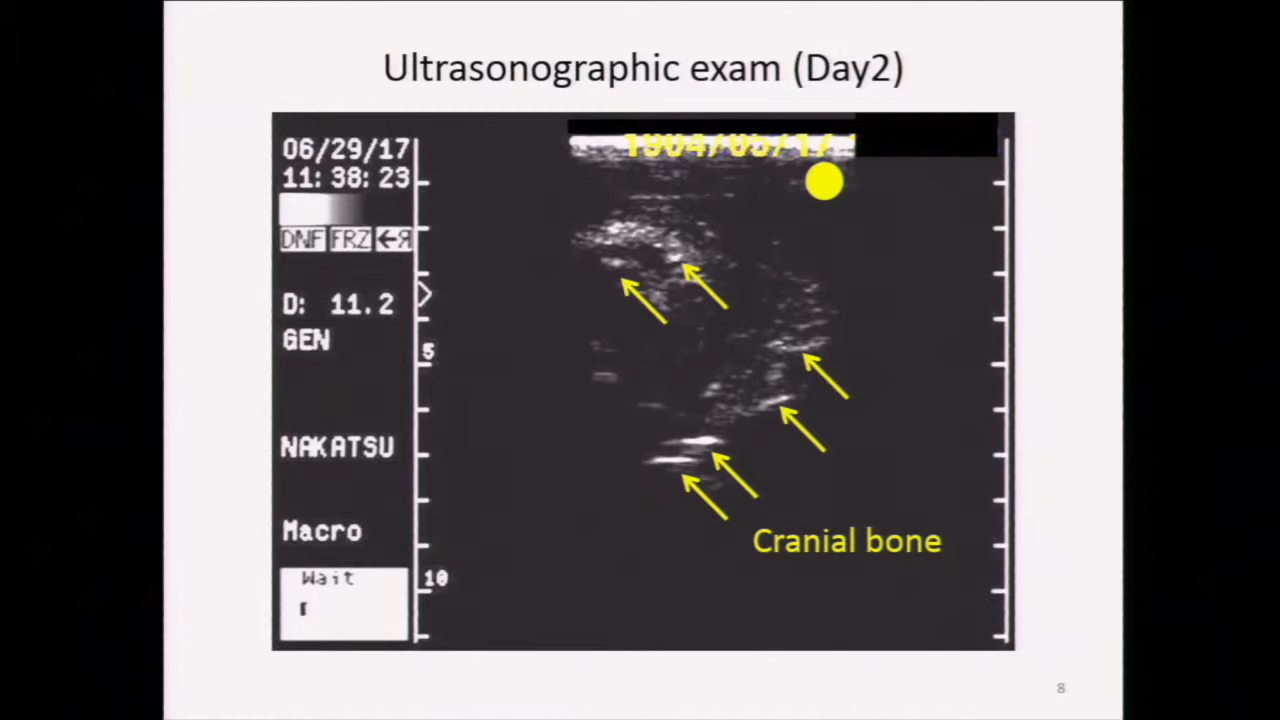 Ultrasonographic exam (Day2)
06/29/17
11:38:23
DNF FRZ ←R
D: 11.2
GEN
5
NAKATSU
Macro
Wait
10
Cranial bone
8